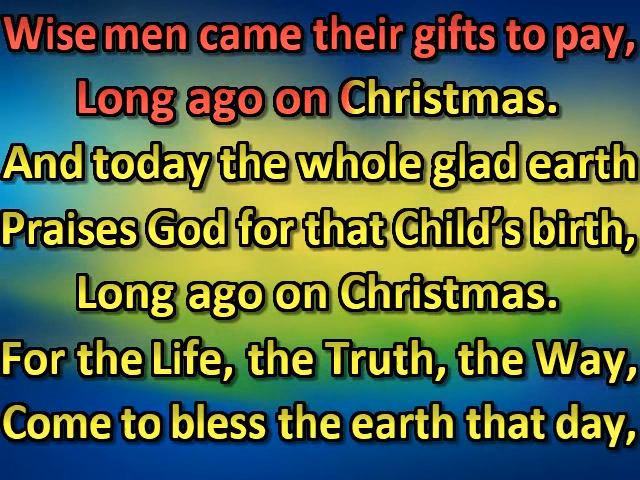 Wise men came their gifts to pay,
Long ago on Christmas.
And today the whole glad earth
Praises God for that Child's birth,
Long ago on Christmas.
For the Life, the Truth, the Way,
Come to bless the earth that day,